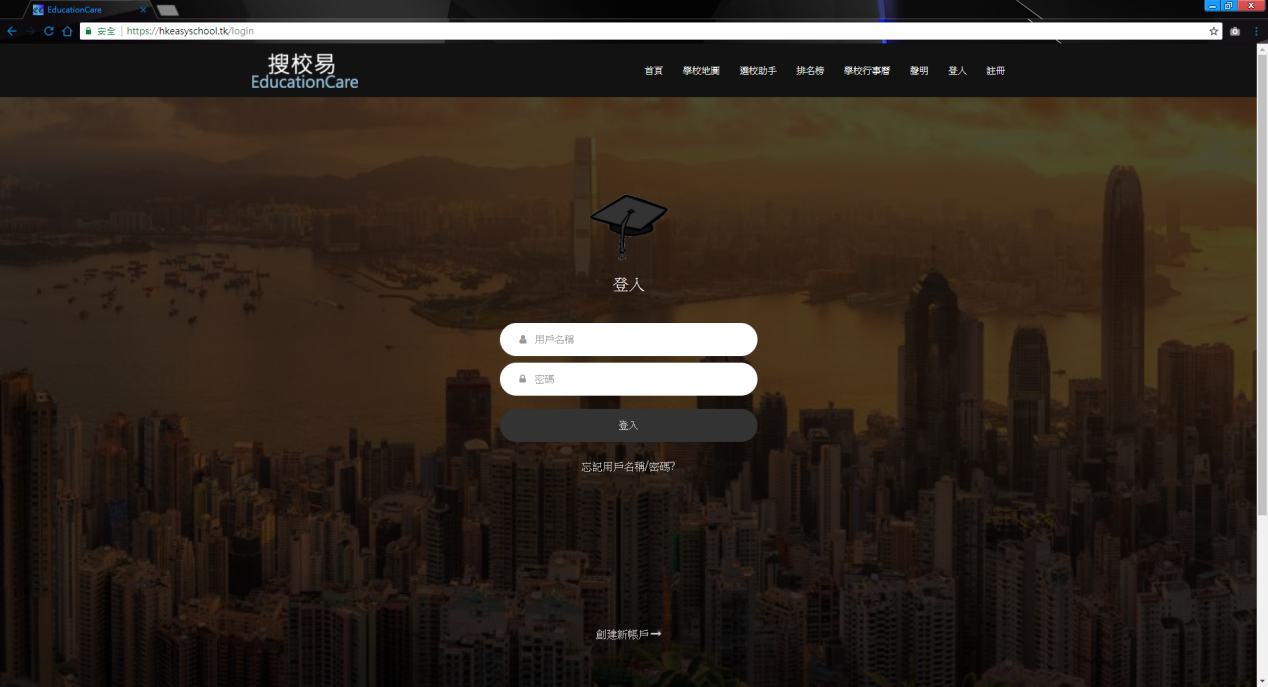 EducationCare
安全 https://hkeasyschool.tk/login
搜校易
EducationCare
首頁 學校地圖 選校助手 排名榜 學校行事曆 聲明 登入 註冊
登入
用戶名稱
密碼
登入
忘記用戶名稱/密碼?
創建新帳戶